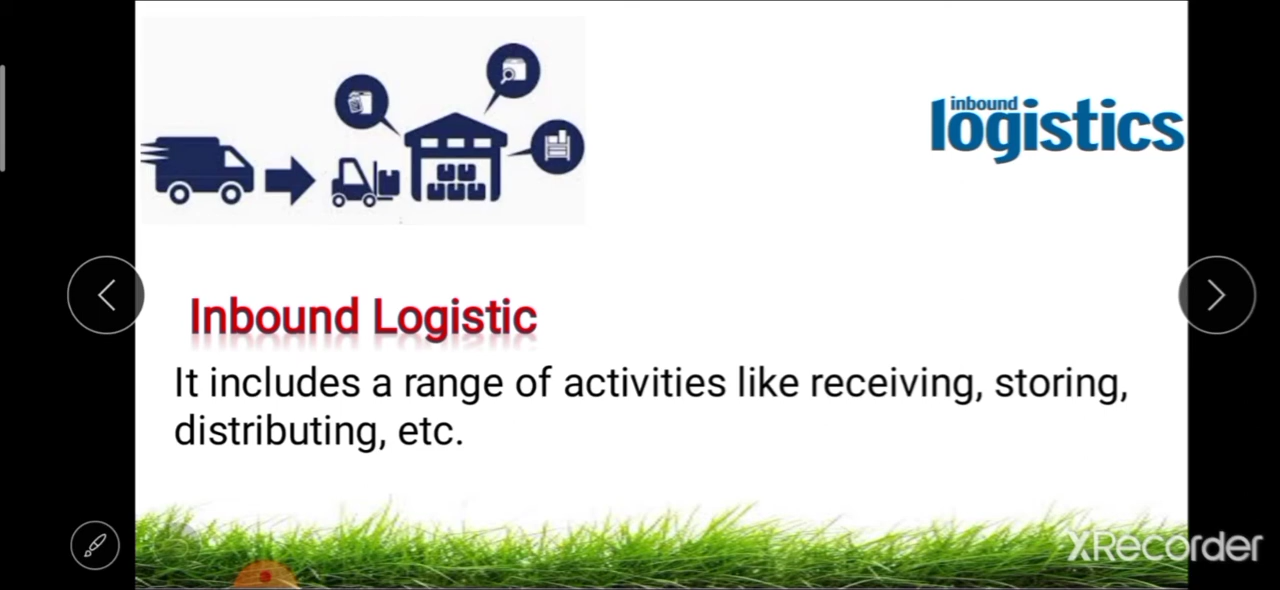 inbound
logistics
Inbound Logistic
It includes a range of activities like receiving, storing,
distributing, etc.
XRecorder